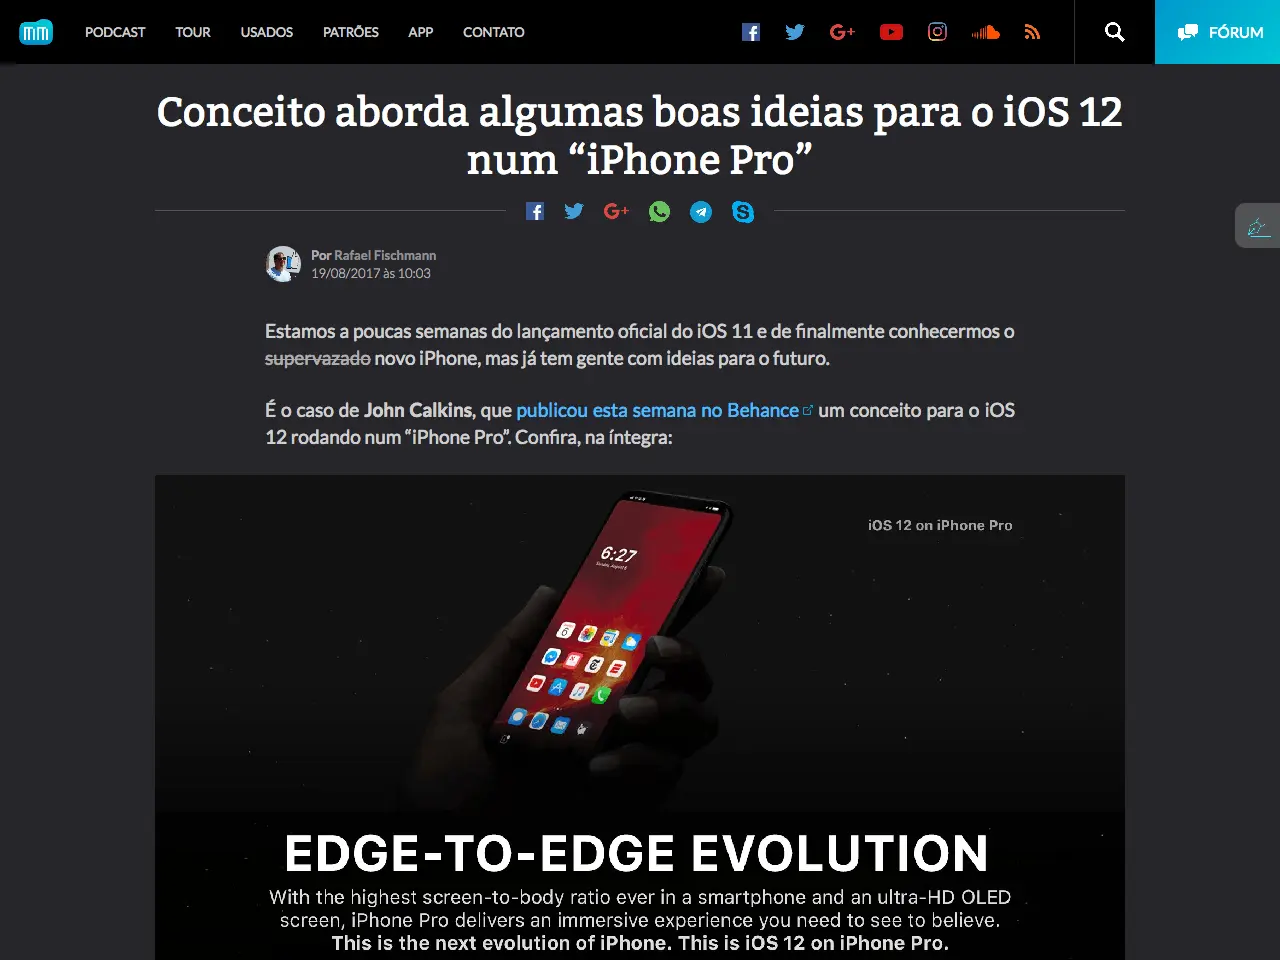 mm PODCAST TOUR USADOS PATRÕES APP CONTATO FÓRUM
Conceito aborda algumas boas ideias para o iOS 12
num “iPhone Pro”
Por Rafael Fischmann
19/08/2017 às 10:03
Estamos a poucas semanas do lançamento oficial do iOS 11 e de finalmente conhecermos o
supervazado novo iPhone, mas já tem gente com ideias para o futuro.
É o caso de John Calkins, que publicou esta semana no Behance um conceito para o iOS
12 rodando num “iPhone Pro”. Confira, na íntegra:
iOS 12 on iPhone Pro
6:27
EDGE-TO-EDGE EVOLUTION
With the highest screen-to-body ratio ever in a smartphone and an ultra-HD OLED
screen, iPhone Pro delivers an immersive experience you need to see to believe.
This is the next evolution of iPhone. This is iOS 12 on iPhone Pro.